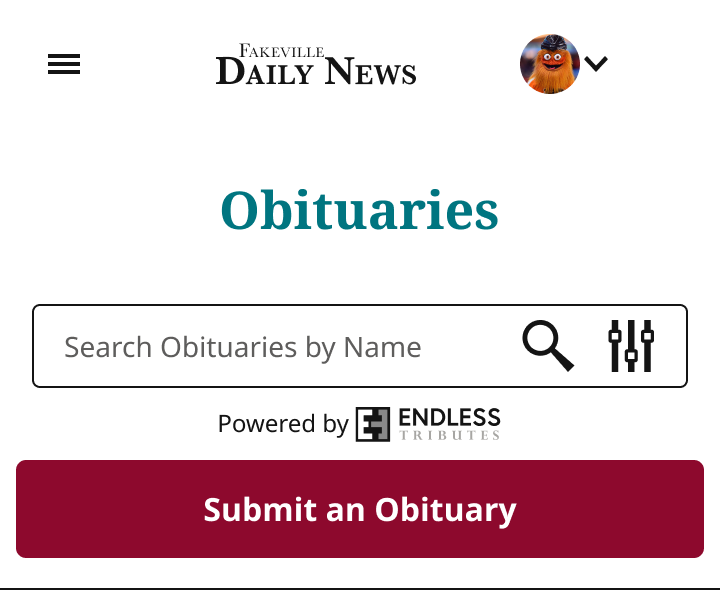 Fakeville
Daily News
Obituaries
Search Obituaries by Name
Powered by ENDLESS
TRIBUTES
Submit an Obituary